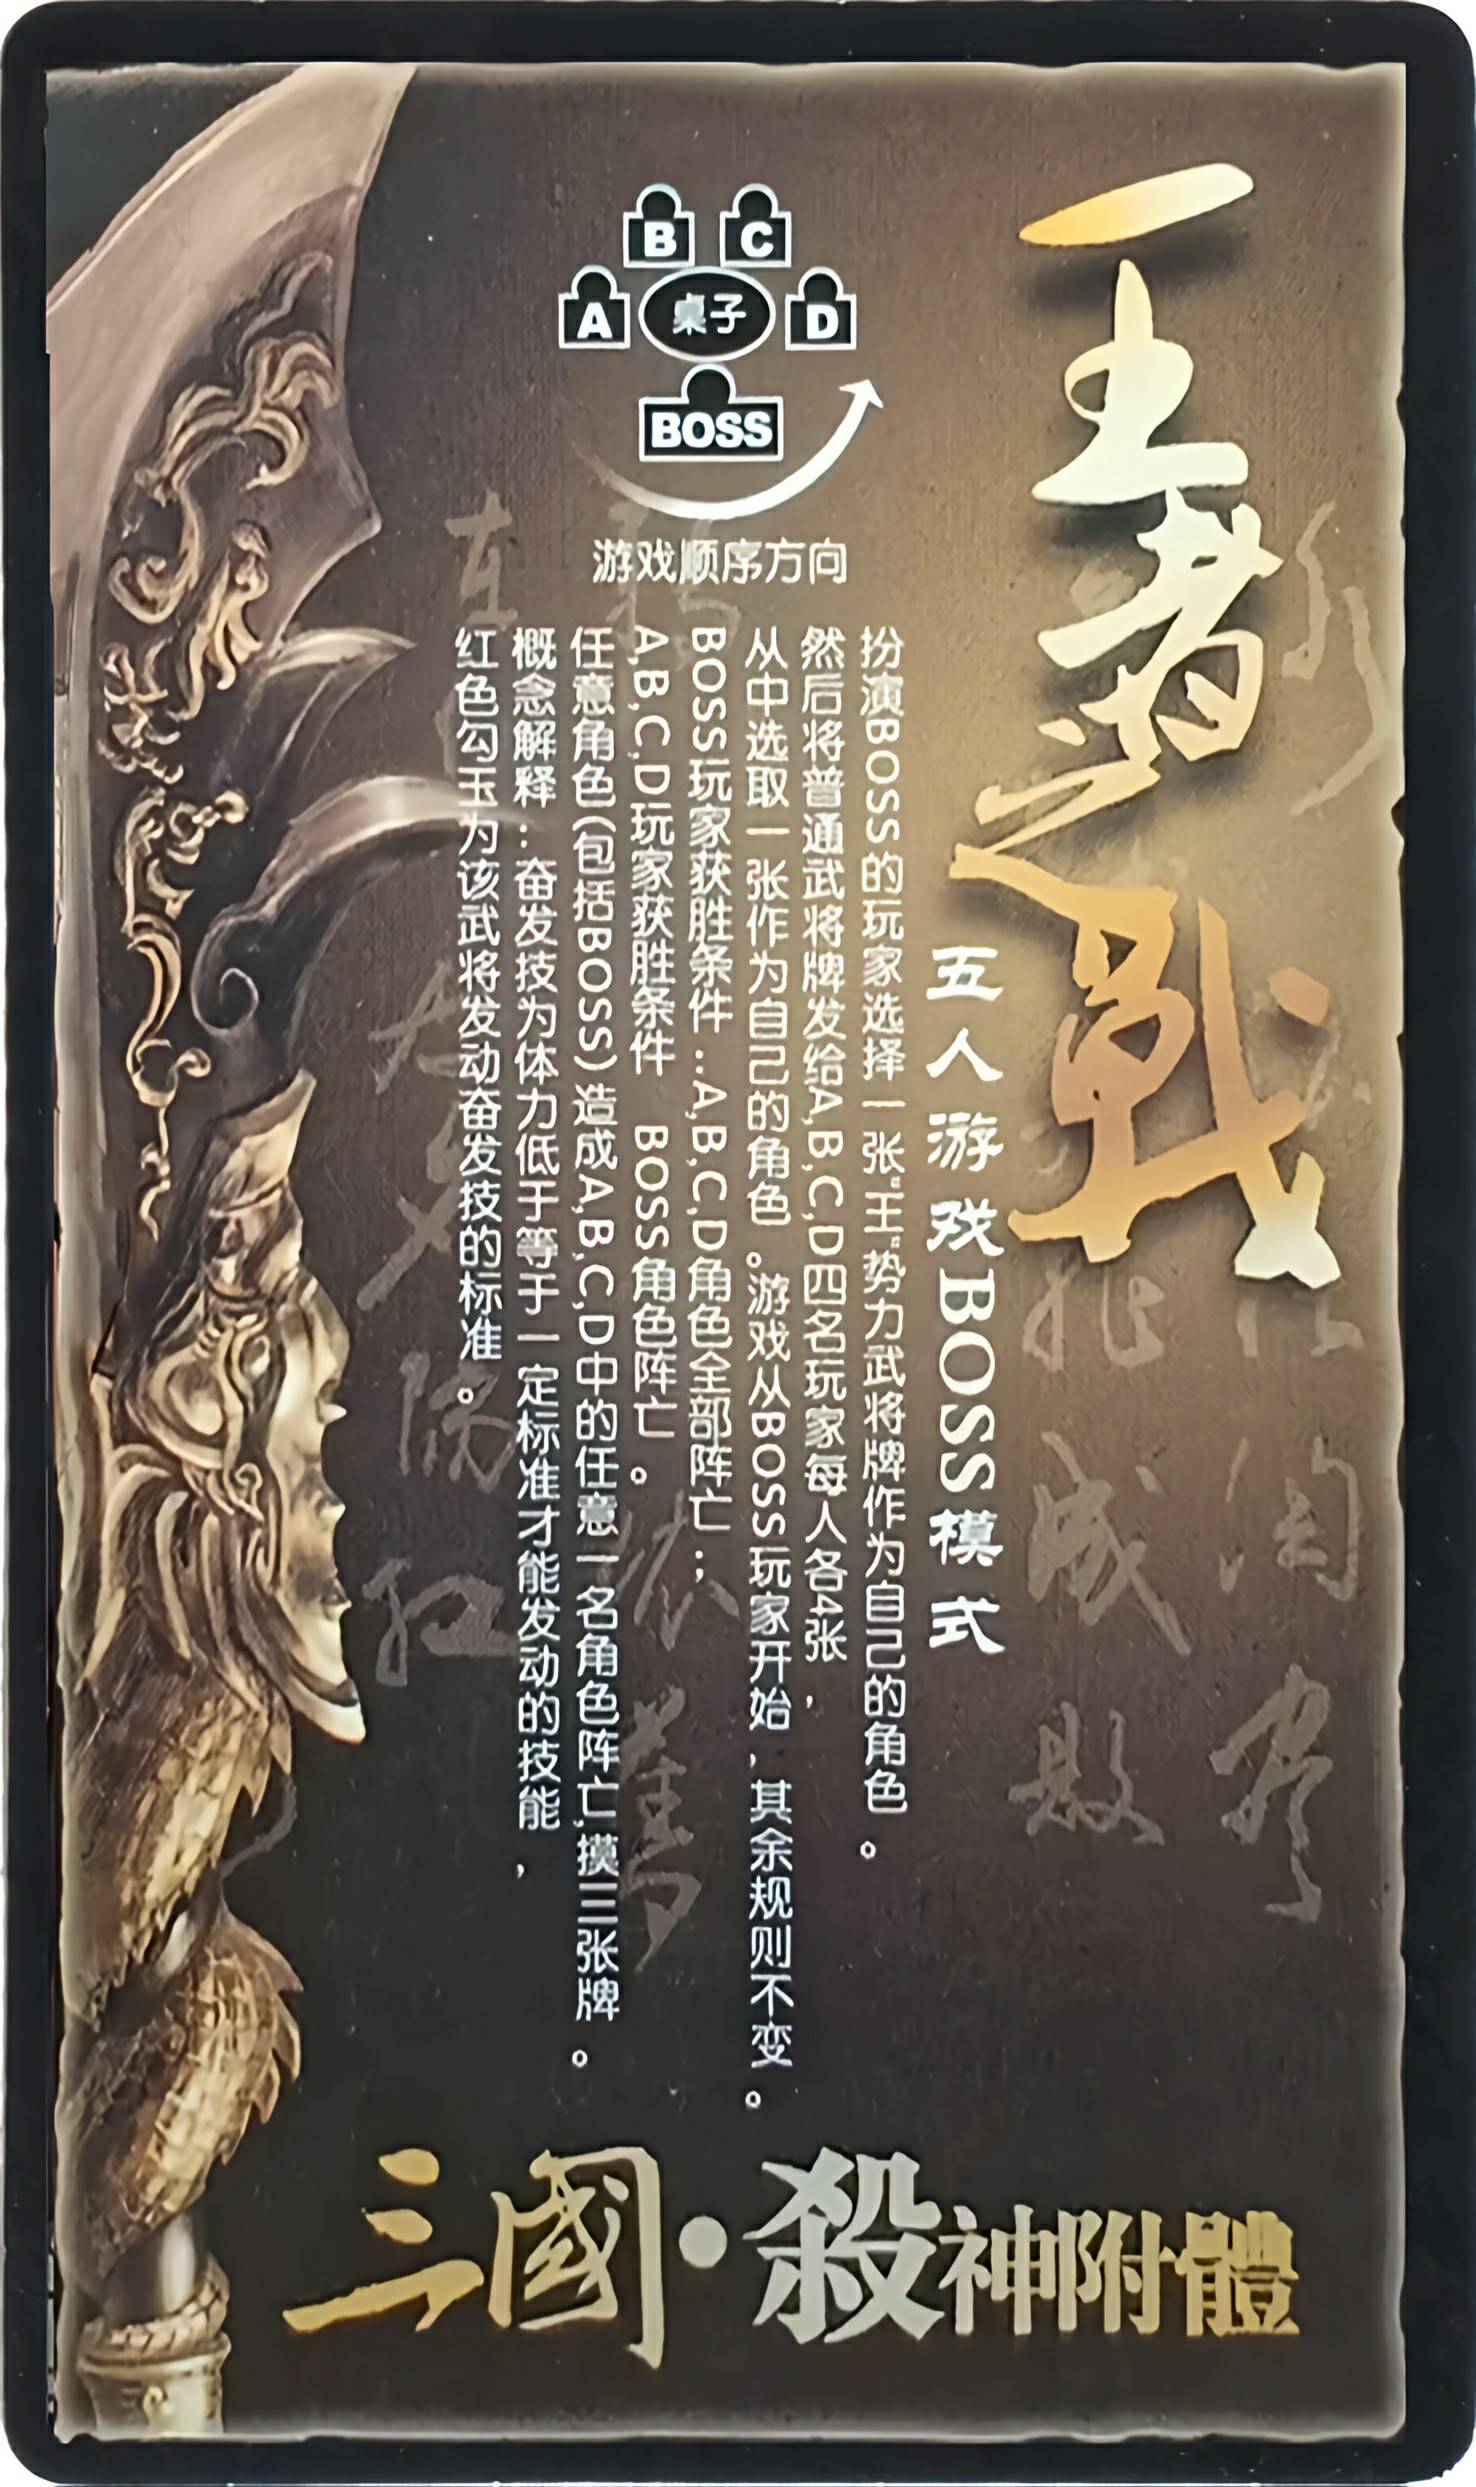 一王者之戰
五人游戏BOSS模式
扮演BOSS的玩家选择一张"王"势力武将牌作为自己的角色。
然后将普通武将牌发给A,B,C,D四名玩家每人各4张,
从中选取一张作为自己的角色。游戏从BOSS玩家开始,其余规则不变。
BOSS玩家获胜条件:A,B,C,D角色全部阵亡;
A,B,C,D玩家获胜条件 BOSS角色阵亡。
任意角色(包括BOSS)造成A,B,C,D中的任意一名角色阵亡,摸三张牌。
概念解释:奋发技为体力低于等于一定标准才能发动的技能,
红色勾玉为该武将发动奋发技的标准。
B C
A 桌子 D
BOSS
游戏顺序方向
三國·殺神附體